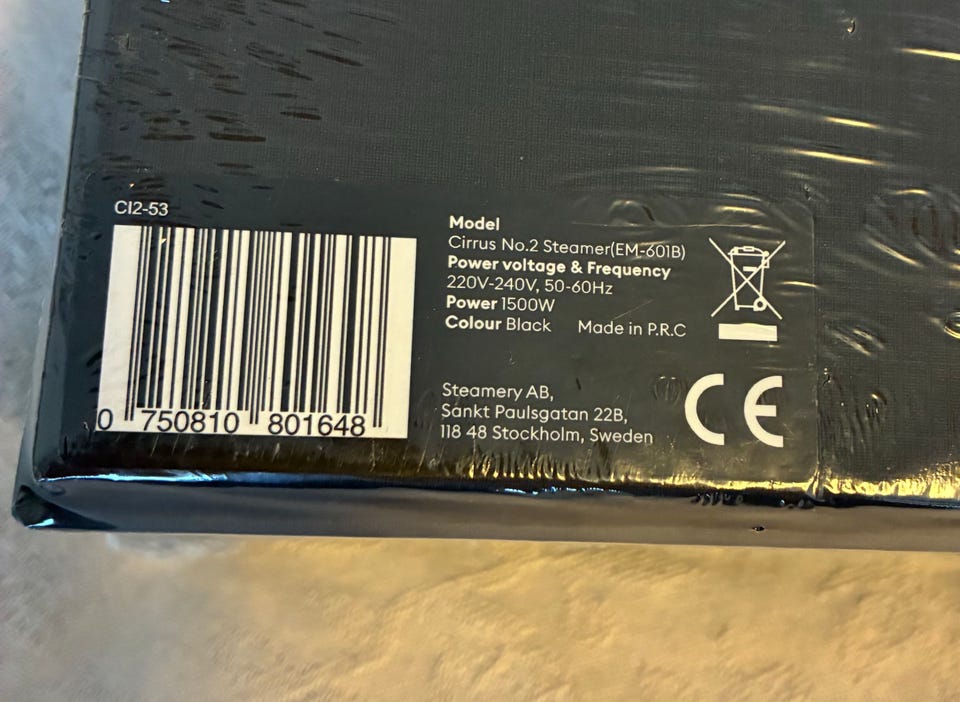 CI2-53
0 750810 801648
Model
Cirrus No.2 Steamer(EM-601B)
Power voltage & Frequency
220V-240V, 50-60Hz
Power 1500W
Colour Black Made in P.R.C
Steamery AB,
Sankt Paulsgatan 22B,
118 48 Stockholm, Sweden
CE